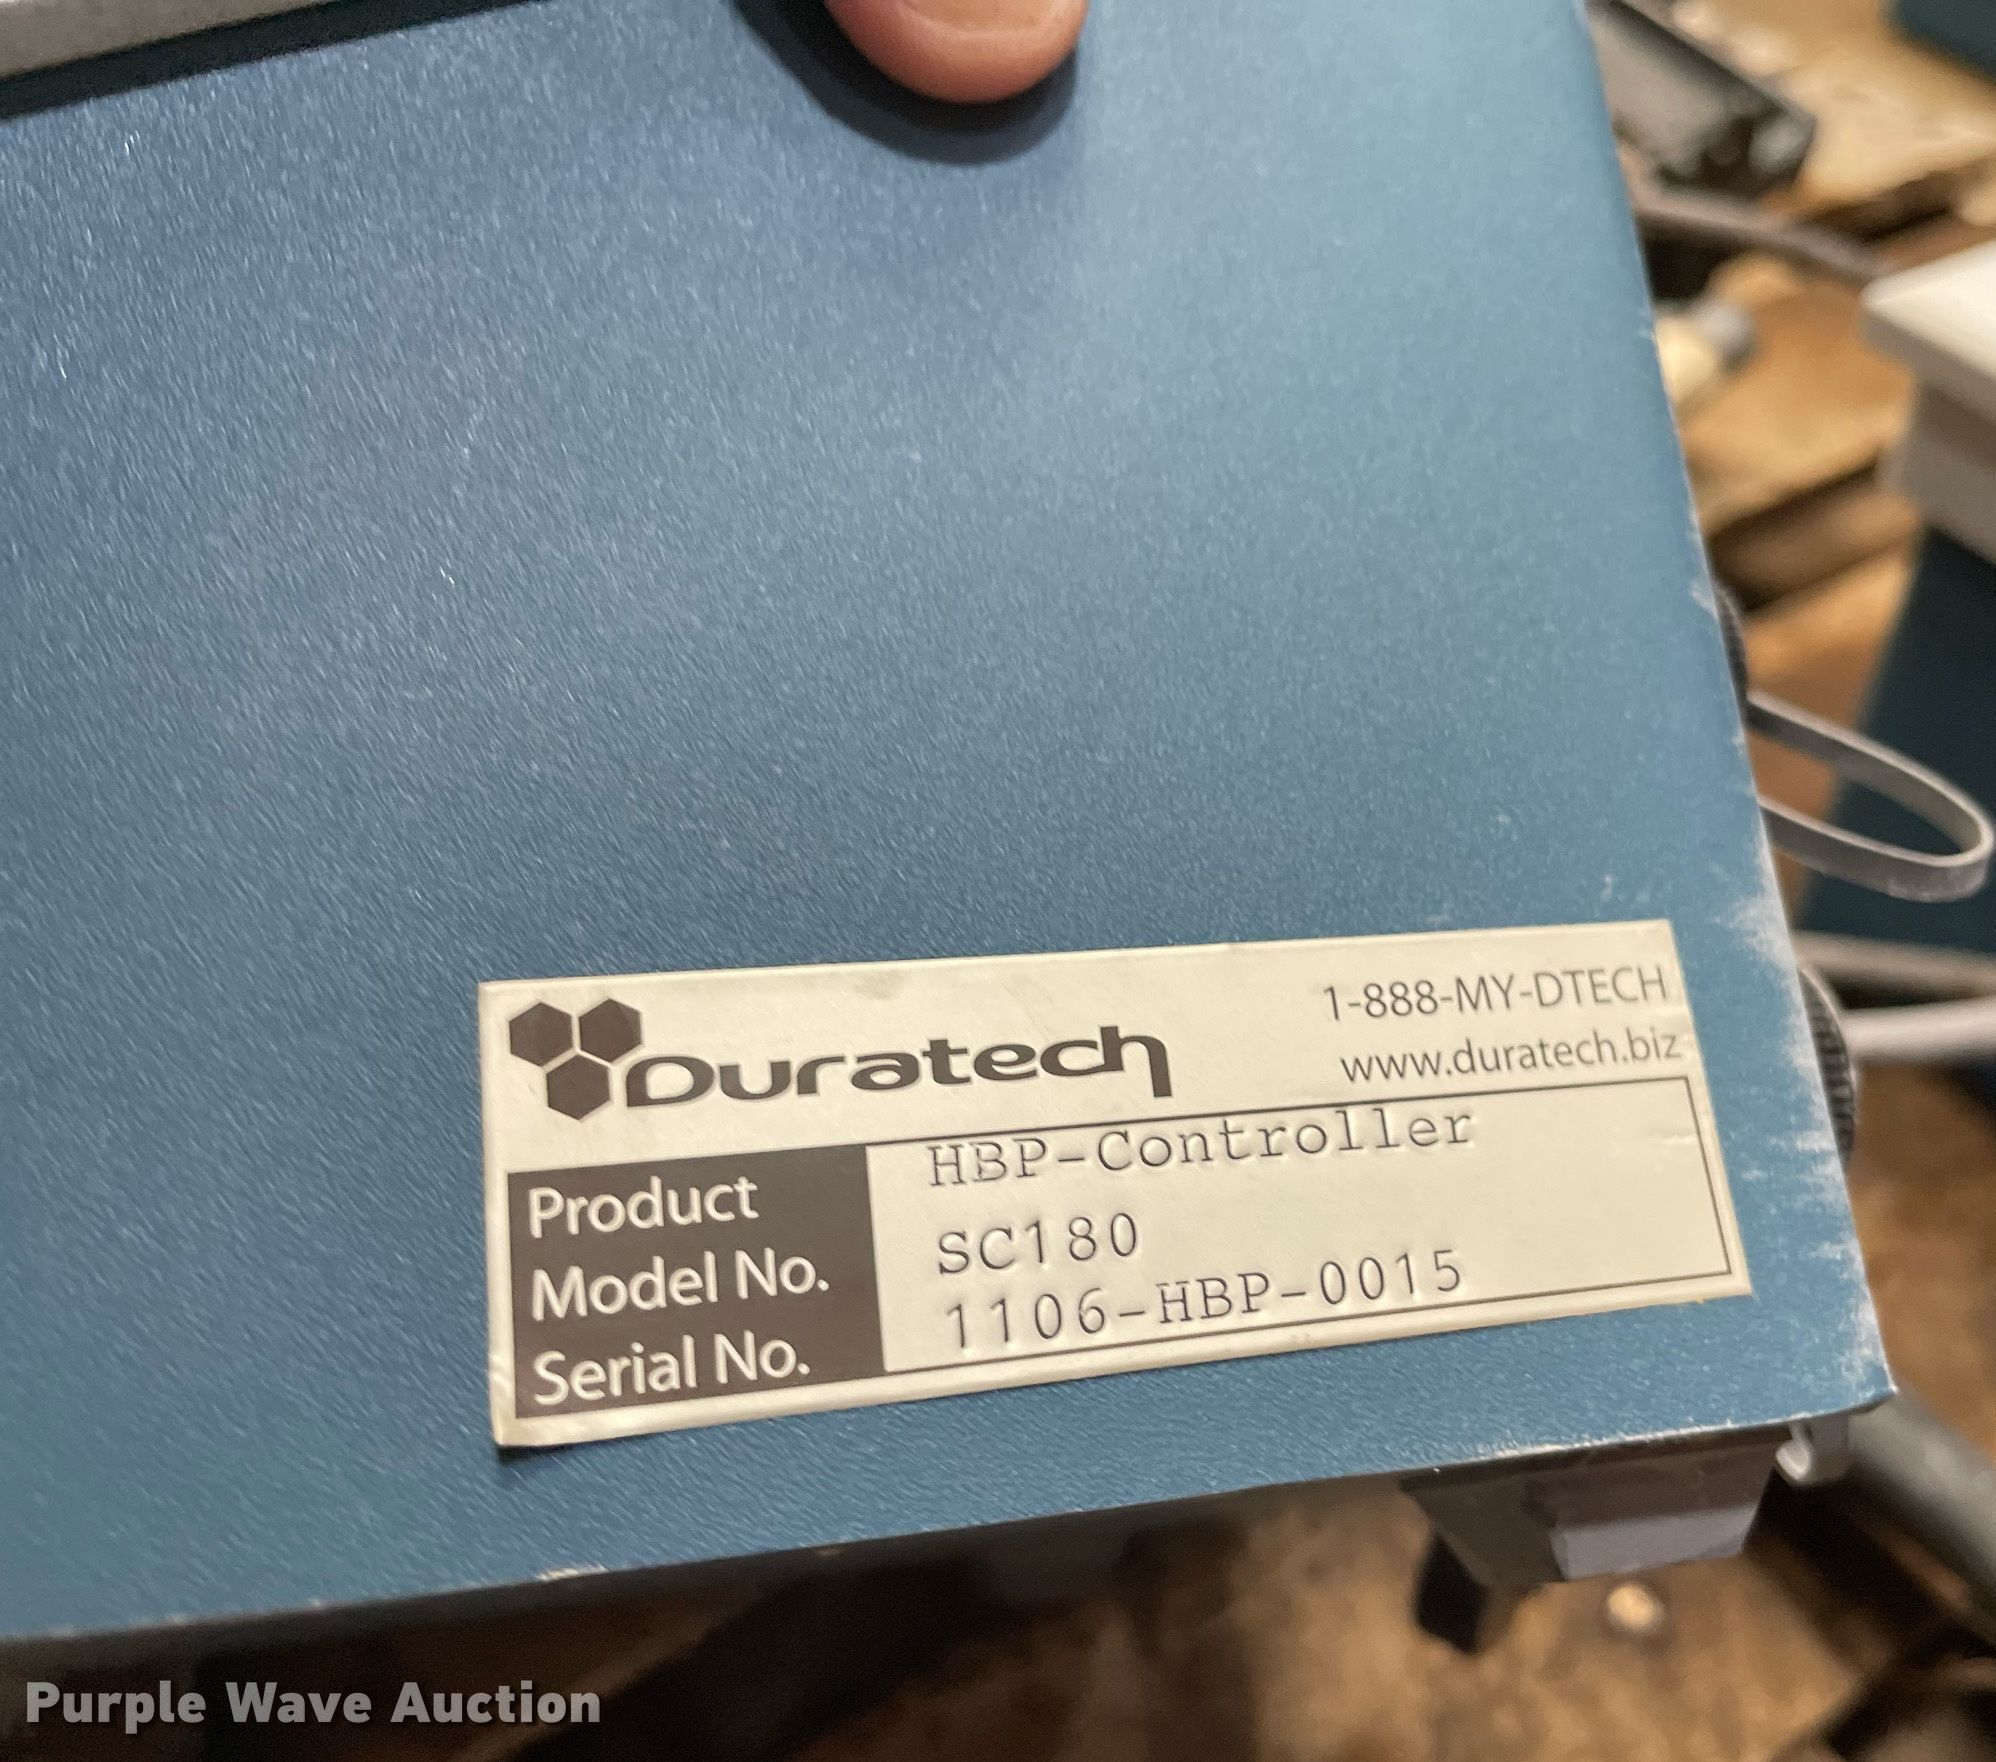 Duratech
1-888-MY-DTECH
www.duratech.biz
Product HBP-Controller
Model No. SC180
Serial No. 1106-HBP-0015
Purple Wave Auction